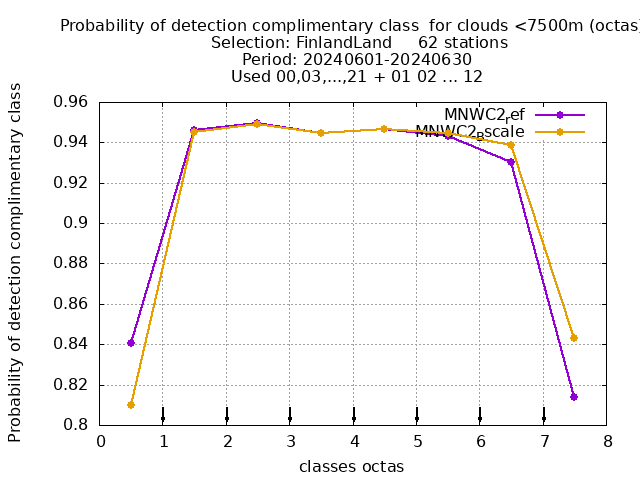 Probability of detection complimentary class  for clouds <7500m (octas)
Selection: FinlandLand     62 stations
Period: 20240601-20240630
Used 00,03,...,21 + 01 02 ... 12
Probability of detection complimentary class
0.96
0.94
0.92
0.9
0.88
0.86
0.84
0.82
0.8
MNWC2ref
MNWC2Rscale
0 1 2 3 4 5 6 7 8
classes octas